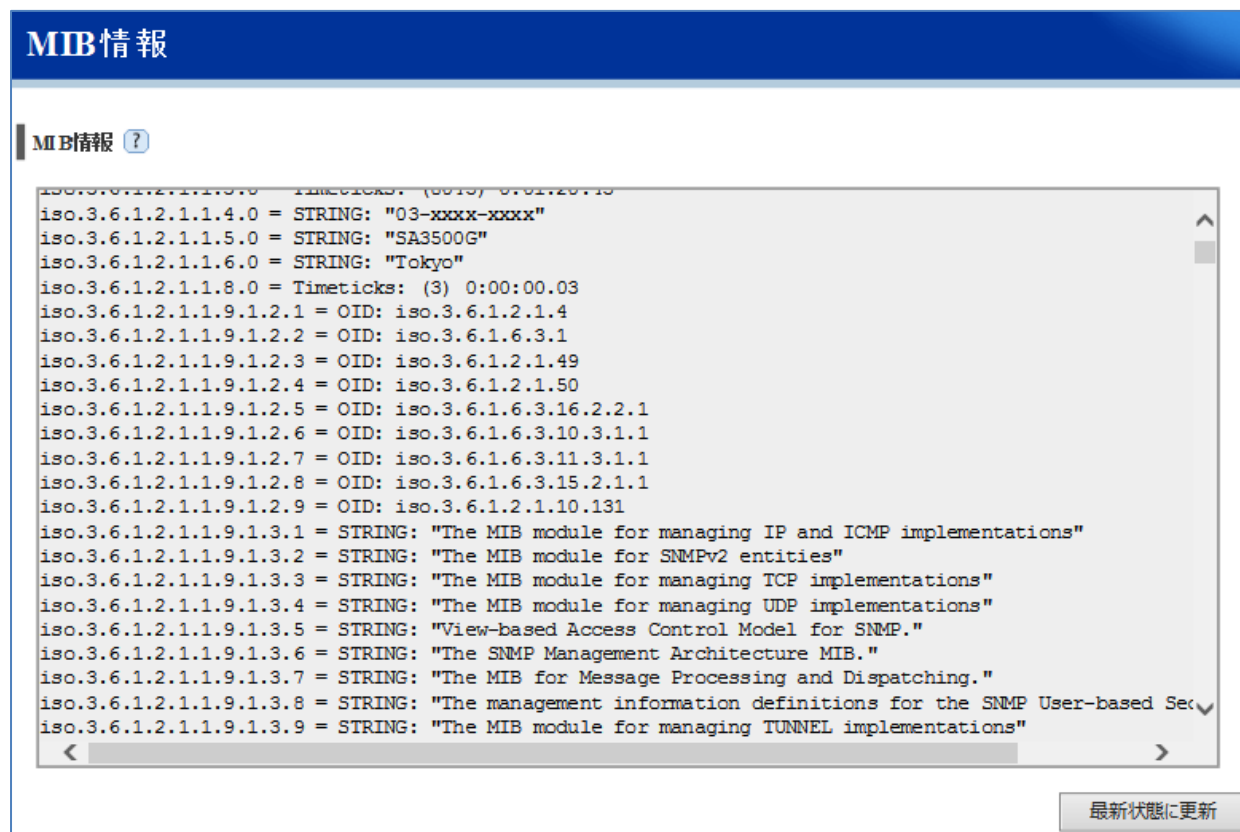 MIB情報
MIB情報 ?
iso.3.6.1.2.1.1.3.0 = Timeticks: (8043) 0:01:20.43
iso.3.6.1.2.1.1.4.0 = STRING: "03-xxxx-xxxx"
iso.3.6.1.2.1.1.5.0 = STRING: "SA3500G"
iso.3.6.1.2.1.1.6.0 = STRING: "Tokyo"
iso.3.6.1.2.1.1.8.0 = Timeticks: (3) 0:00:00.03
iso.3.6.1.2.1.1.9.1.2.1 = OID: iso.3.6.1.2.1.4
iso.3.6.1.2.1.1.9.1.2.2 = OID: iso.3.6.1.6.3.1
iso.3.6.1.2.1.1.9.1.2.3 = OID: iso.3.6.1.2.1.49
iso.3.6.1.2.1.1.9.1.2.4 = OID: iso.3.6.1.2.1.50
iso.3.6.1.2.1.1.9.1.2.5 = OID: iso.3.6.1.6.3.16.2.2.1
iso.3.6.1.2.1.1.9.1.2.6 = OID: iso.3.6.1.6.3.10.3.1.1
iso.3.6.1.2.1.1.9.1.2.7 = OID: iso.3.6.1.6.3.11.3.1.1
iso.3.6.1.2.1.1.9.1.2.8 = OID: iso.3.6.1.6.3.15.2.1.1
iso.3.6.1.2.1.1.9.1.2.9 = OID: iso.3.6.1.2.1.10.131
iso.3.6.1.2.1.1.9.1.3.1 = STRING: "The MIB module for managing IP and ICMP implementations"
iso.3.6.1.2.1.1.9.1.3.2 = STRING: "The MIB module for SNMPv2 entities"
iso.3.6.1.2.1.1.9.1.3.3 = STRING: "The MIB module for managing TCP implementations"
iso.3.6.1.2.1.1.9.1.3.4 = STRING: "The MIB module for managing UDP implementations"
iso.3.6.1.2.1.1.9.1.3.5 = STRING: "View-based Access Control Model for SNMP."
iso.3.6.1.2.1.1.9.1.3.6 = STRING: "The SNMP Management Architecture MIB."
iso.3.6.1.2.1.1.9.1.3.7 = STRING: "The MIB for Message Processing and Dispatching."
iso.3.6.1.2.1.1.9.1.3.8 = STRING: "The management information definitions for the SNMP User-based Sec
iso.3.6.1.2.1.1.9.1.3.9 = STRING: "The MIB module for managing TUNNEL implementations"
最新状態に更新